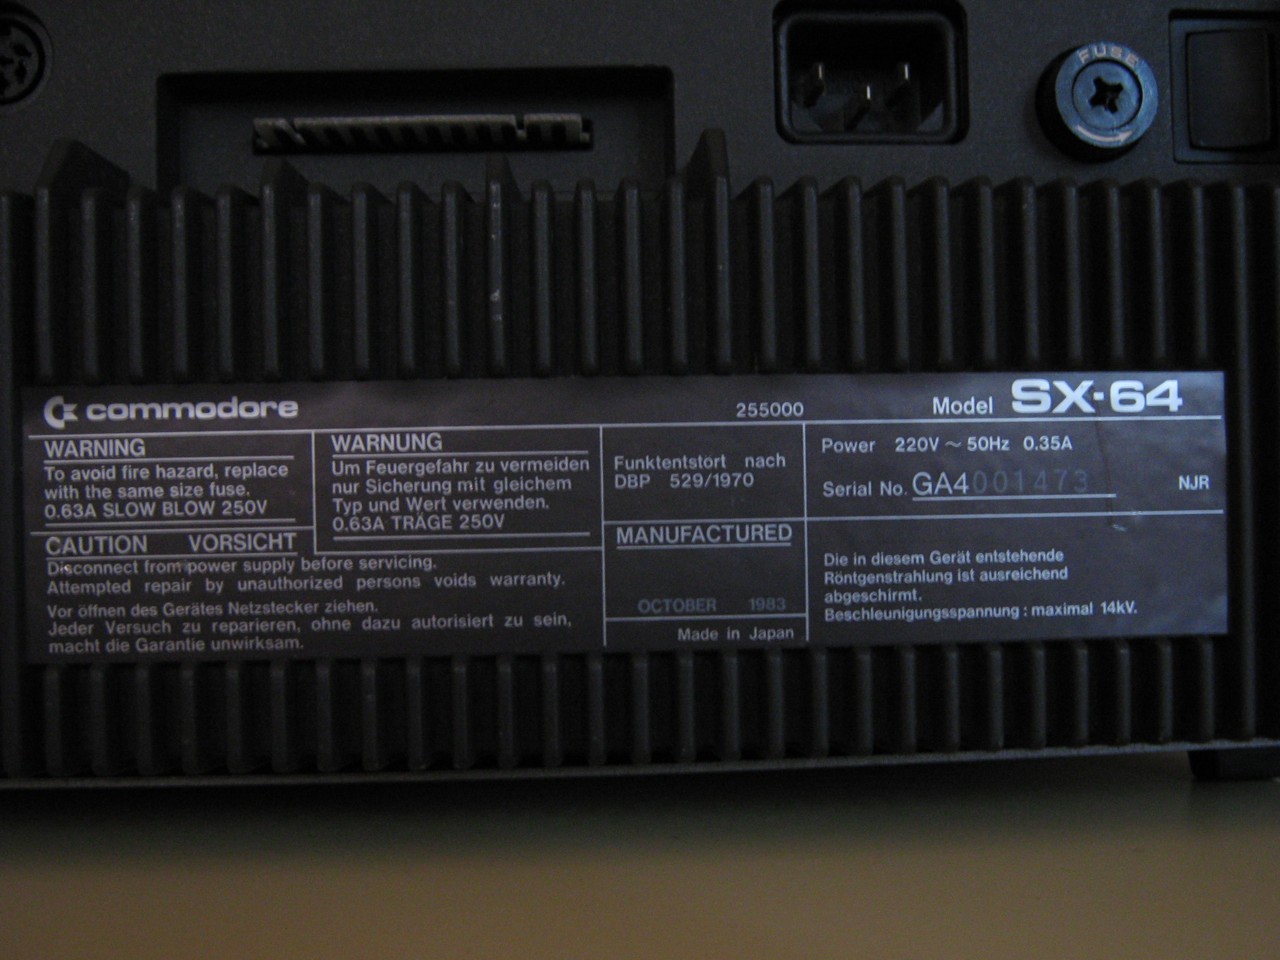 FUSE
commodore
255000
Model SX-64
WARNING
To avoid fire hazard, replace
with the same size fuse.
0.63A SLOW BLOW 250V
WARNUNG
Um Feuergefahr zu vermeiden
nur Sicherung mit gleichem
Typ und Wert verwenden.
0.63A TRÄGE 250V
Funktentstört nach
DBP 529/1970
Power 220V ~ 50Hz 0.35A
Serial No. GA4001473 NJR
CAUTION VORSICHT
Disconnect from power supply before servicing.
Attempted repair by unauthorized persons voids warranty.
Vor öffnen des Gerätes Netzstecker ziehen.
Jeder Versuch zu reparieren, ohne dazu autorisiert zu sein,
macht die Garantie unwirksam.
MANUFACTURED
OCTOBER 1983
Made in Japan
Die in diesem Gerät entstehende
Röntgenstrahlung ist ausreichend
abgeschirmt.
Beschleunigungsspannung : maximal 14kV.